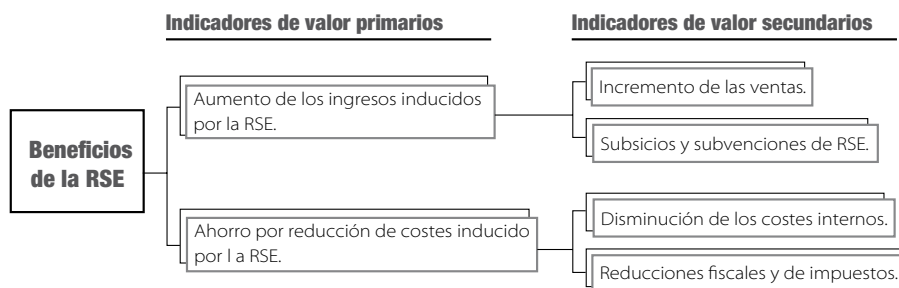 Indicadores de valor primarios
Indicadores de valor secundarios
Beneficios
de la RSE
Aumento de los ingresos inducidos
por la RSE.
Incremento de las ventas.
Subsicios y subvenciones de RSE.
Ahorro por reducción de costes inducido
por l a RSE.
Disminución de los costes internos.
Reducciones fiscales y de impuestos.